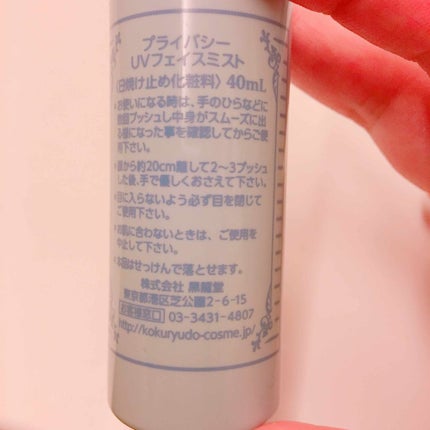 プライバシー
UVフェイスミスト
〈日焼け止め化粧料〉 40mL
お使いになる時は、手のひらなどに
数回プッシュし中身がスムーズに出
る様になった事を確認してからご使
用下さい。
顔から約20cm離して2〜3プッシュ
した後、手で優しくおさえて下さい。
目に入らないよう必ず目を閉じて
ご使用下さい。
お肌に合わないときは、ご使用を
中止して下さい。
本品はせっけんで落とせます。
株式会社 黒龍堂
東京都港区芝公園2-6-15
お客様窓口 03-3431-4807
http://kokuryudo-cosme.jp/